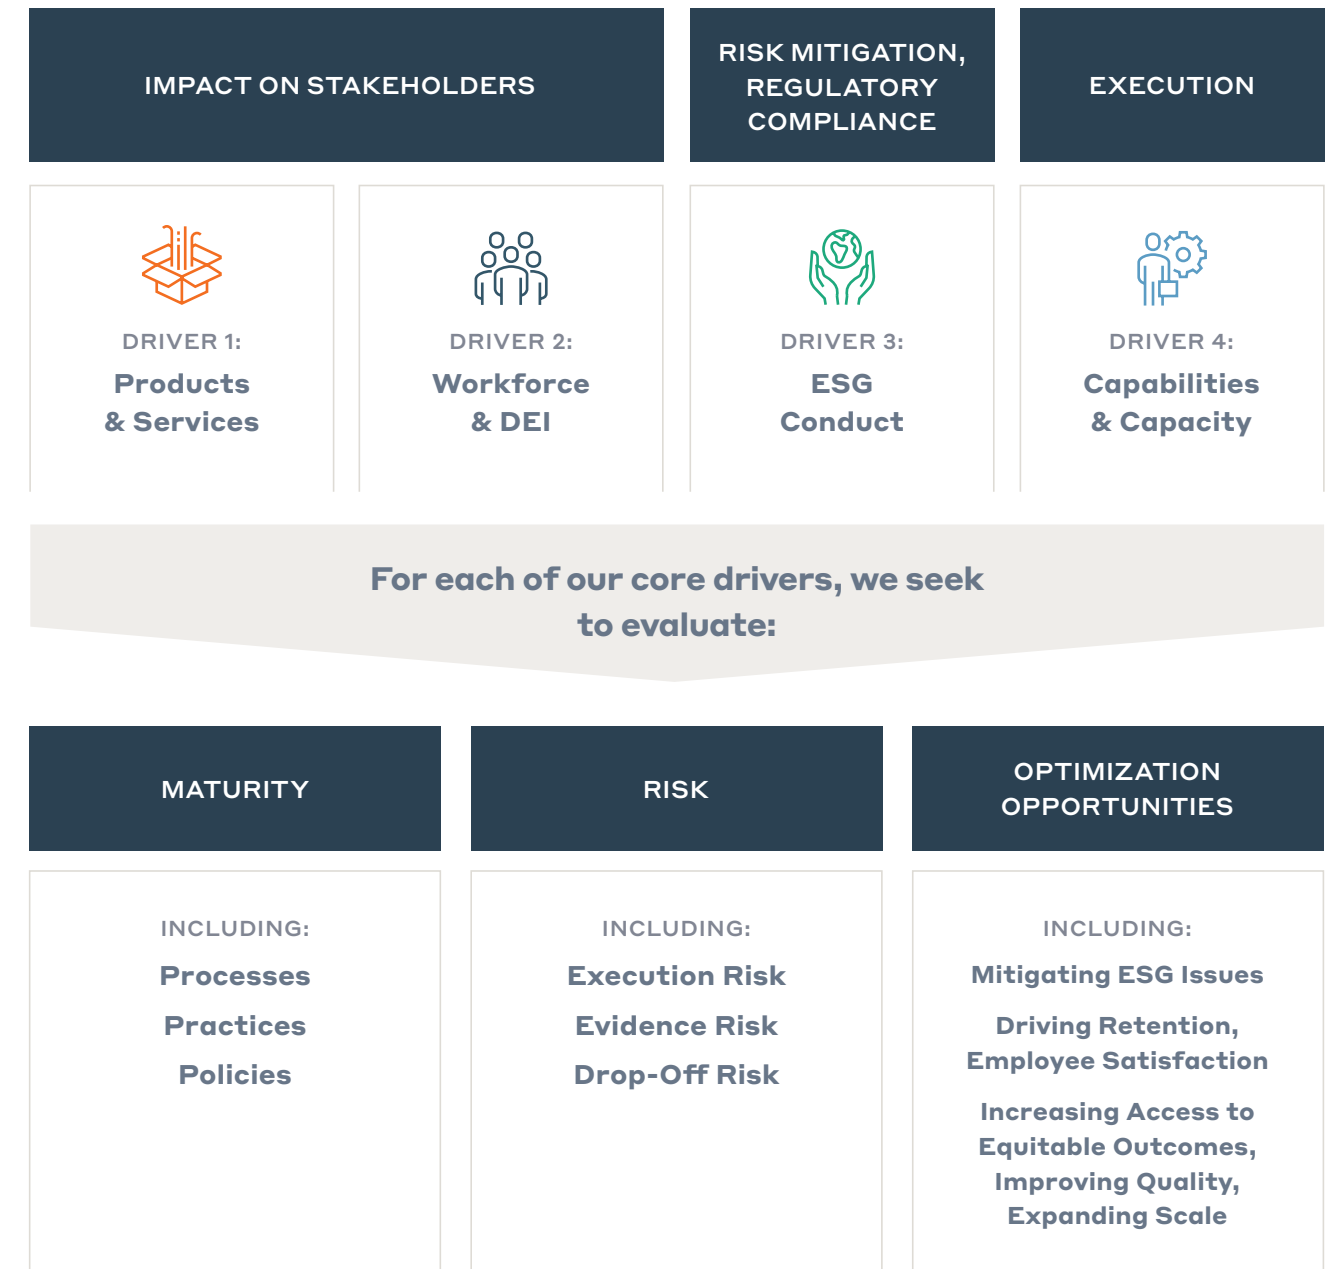 IMPACT ON STAKEHOLDERS
RISK MITIGATION,
REGULATORY
COMPLIANCE
EXECUTION
DRIVER 1:
Products
& Services
DRIVER 2:
Workforce
& DEI
DRIVER 3:
ESG
Conduct
DRIVER 4:
Capabilities
& Capacity
For each of our core drivers, we seek
to evaluate:
MATURITY
RISK
OPTIMIZATION
OPPORTUNITIES
INCLUDING:
Processes
Practices
Policies
INCLUDING:
Execution Risk
Evidence Risk
Drop-Off Risk
INCLUDING:
Mitigating ESG Issues
Driving Retention,
Employee Satisfaction
Increasing Access to
Equitable Outcomes,
Improving Quality,
Expanding Scale